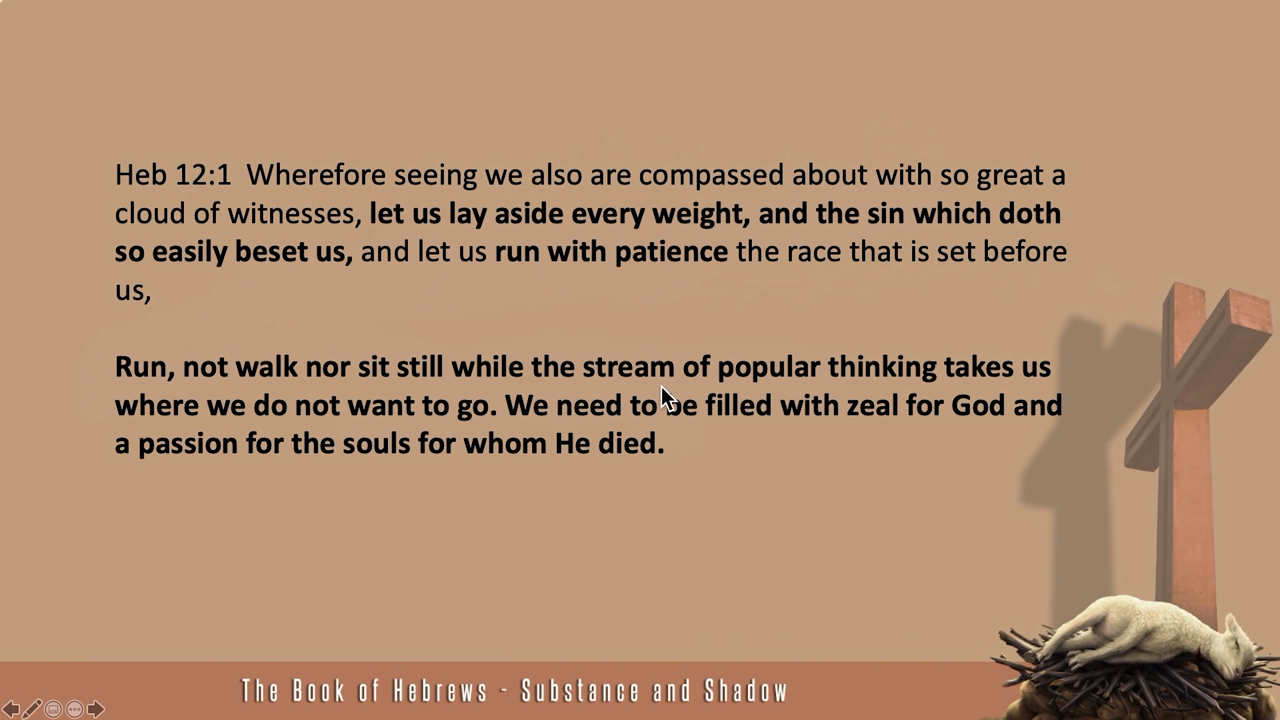 Heb 12:1  Wherefore seeing we also are compassed about with so great a
cloud of witnesses, let us lay aside every weight, and the sin which doth
so easily beset us, and let us run with patience the race that is set before
us,
Run, not walk nor sit still while the stream of popular thinking takes us
where we do not want to go. We need to be filled with zeal for God and
a passion for the souls for whom He died.
The Book of Hebrews - Substance and Shadow